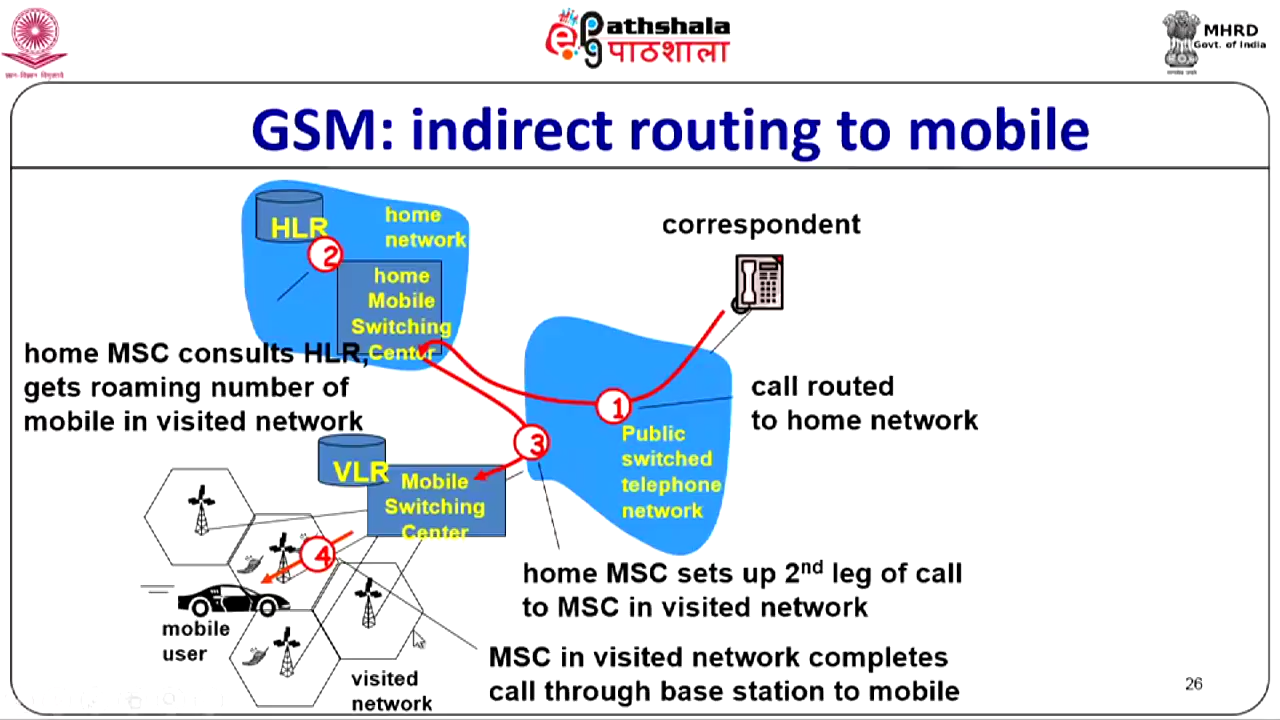 Pathshala
पाठशाला
MHRD
Govt. of India
GSM: indirect routing to mobile
HLR
home
network
2
home
Mobile
Switching
Center
correspondent
home MSC consults HLR,
gets roaming number of
mobile in visited network
1
call routed
to home network
Public
switched
telephone
network
3
VLR
Mobile
Switching
Center
4
mobile
user
visited
network
home MSC sets up 2nd leg of call
to MSC in visited network
MSC in visited network completes
call through base station to mobile
26